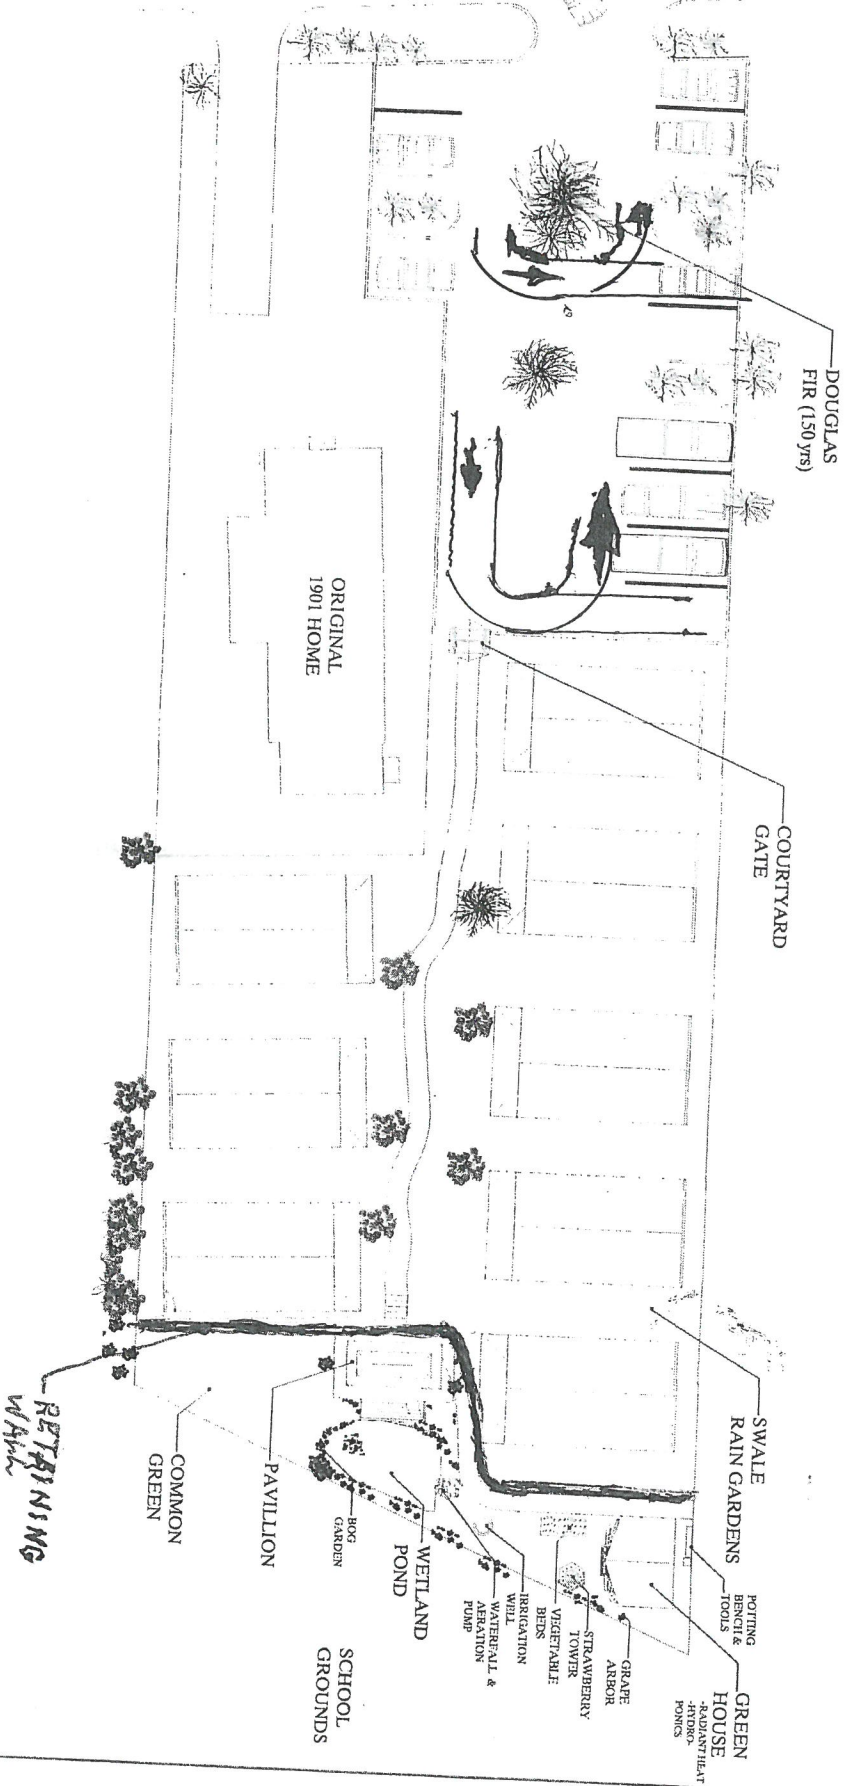 DOUGLAS
FIR (150 yrs)
COURTYARD
GATE
ORIGINAL
1901 HOME
SWALE
RAIN GARDENS
POTTING
BENCH &
TOOLS
GREEN
HOUSE
-RADIANT HEAT
-HYDRO-
PONICS
GRAPE
ARBOR
STRAWBERRY
TOWER
VEGETABLE
BEDS
IRRIGATION
WELL
WATERFALL &
AERATION
PUMP
WETLAND
POND
BOG
GARDEN
PAVILLION
COMMON
GREEN
SCHOOL
GROUNDS
RETAINING
WALL